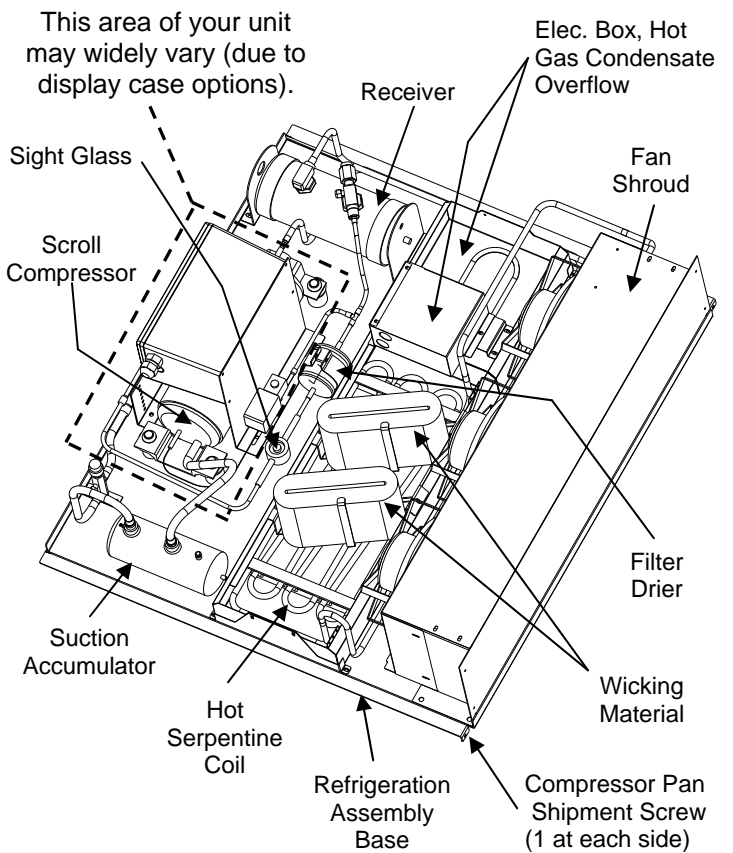 This area of your unit
may widely vary (due to
display case options).
Elec. Box, Hot
Gas Condensate
Overflow
Receiver
Sight Glass
Fan
Shroud
Scroll
Compressor
Filter
Drier
Suction
Accumulator
Wicking
Material
Hot
Serpentine
Coil
Refrigeration
Assembly
Base
Compressor Pan
Shipment Screw
(1 at each side)